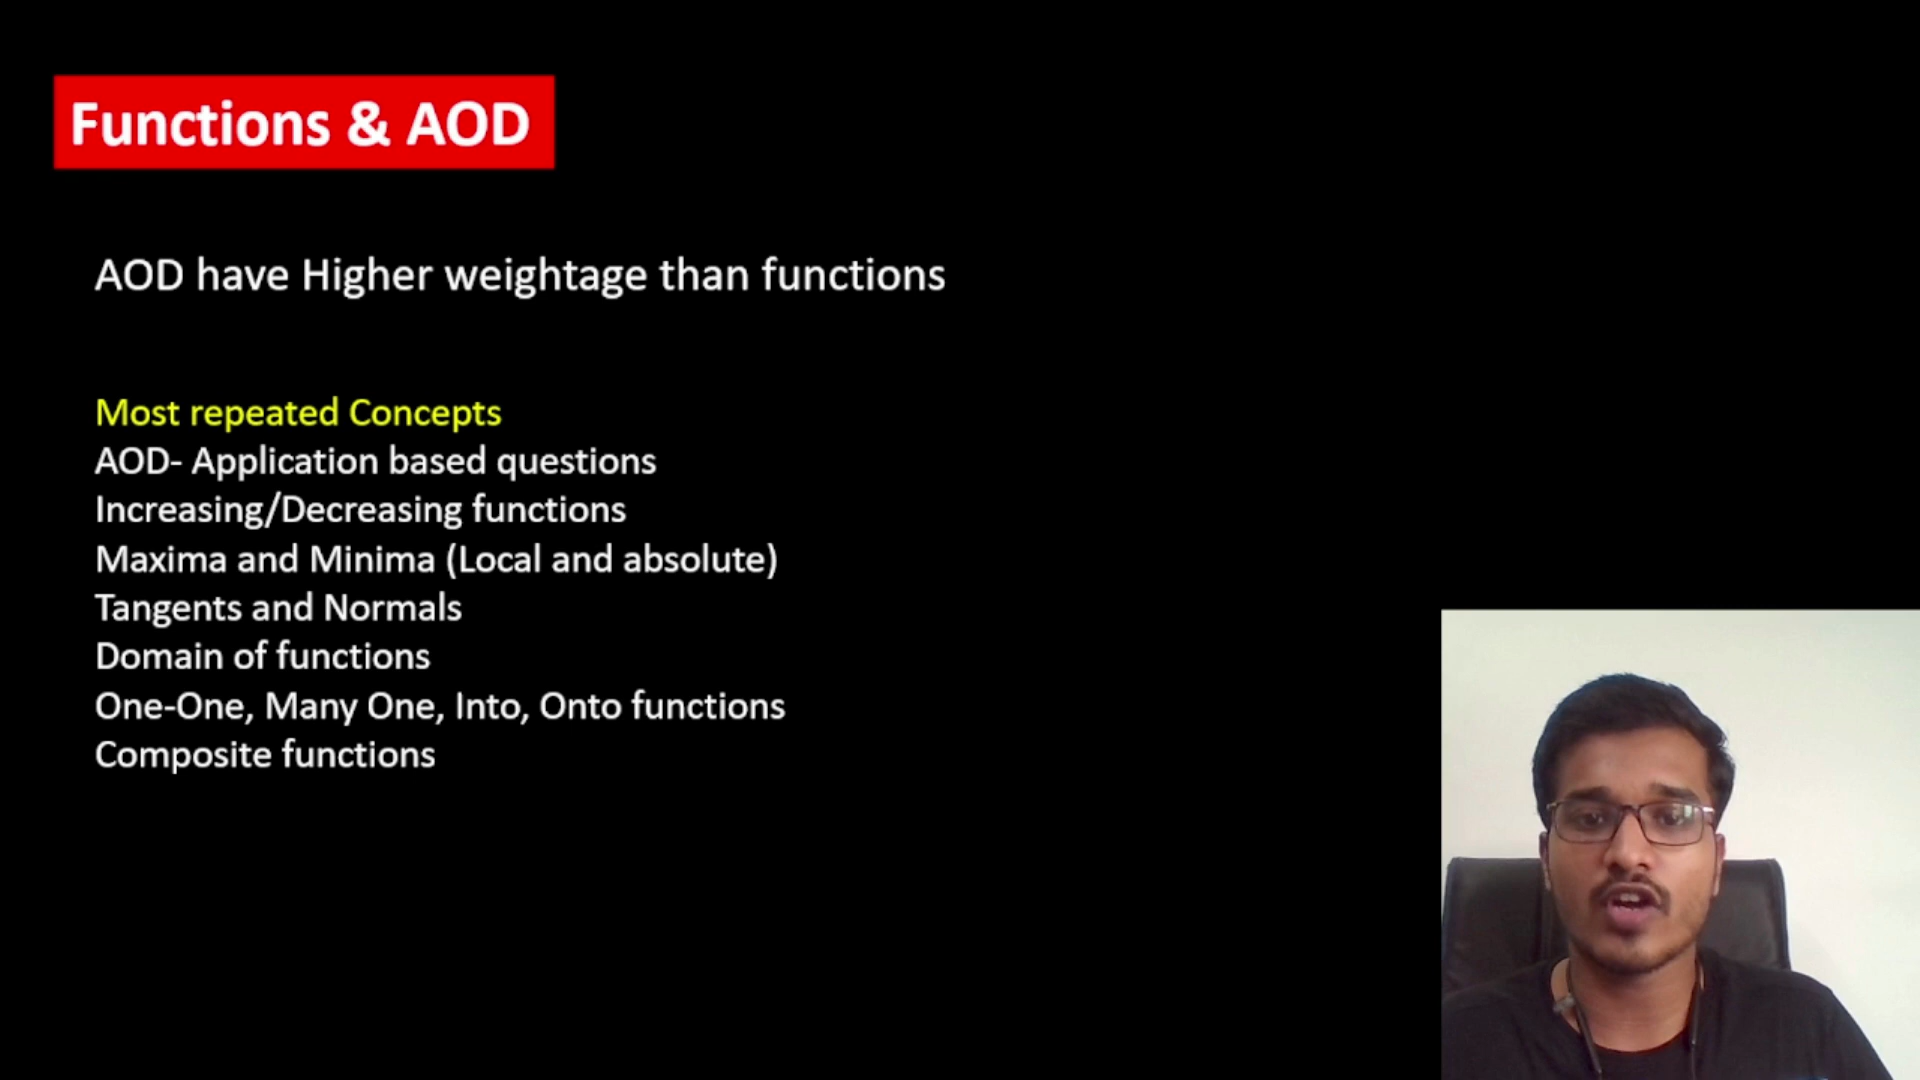 Functions & AOD
AOD have Higher weightage than functions
Most repeated Concepts
AOD- Application based questions
Increasing/Decreasing functions
Maxima and Minima (Local and absolute)
Tangents and Normals
Domain of functions
One-One, Many One, Into, Onto functions
Composite functions